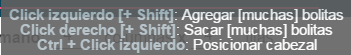 Click izquierdo [+ Shift]: Agregar [muchas] bolitas
Click derecho [+ Shift]: Sacar [muchas] bolitas
Ctrl + Click izquierdo: Posicionar cabezal